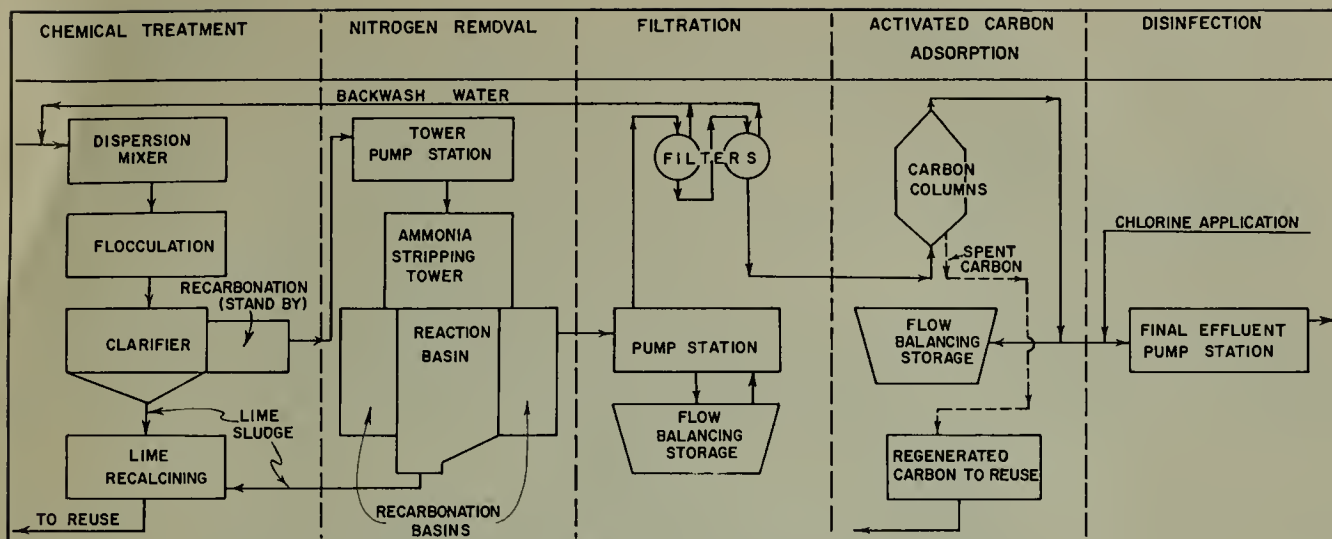 CHEMICAL TREATMENT
NITROGEN REMOVAL
FILTRATION
ACTIVATED CARBON
ADSORPTION
DISINFECTION
BACKWASH WATER
DISPERSION
MIXER
FLOCCULATION
RECARBONATION
(STAND BY)
CLARIFIER
LIME
SLUDGE
LIME
RECALCINING
TO REUSE
TOWER
PUMP STATION
AMMONIA
STRIPPING
TOWER
REACTION
BASIN
RECARBONATION
BASINS
FILTERS
PUMP STATION
FLOW
BALANCING
STORAGE
CARBON
COLUMNS
SPENT
CARBON
FLOW
BALANCING
STORAGE
REGENERATED
CARBON TO REUSE
CHLORINE APPLICATION
FINAL EFFLUENT
PUMP STATION